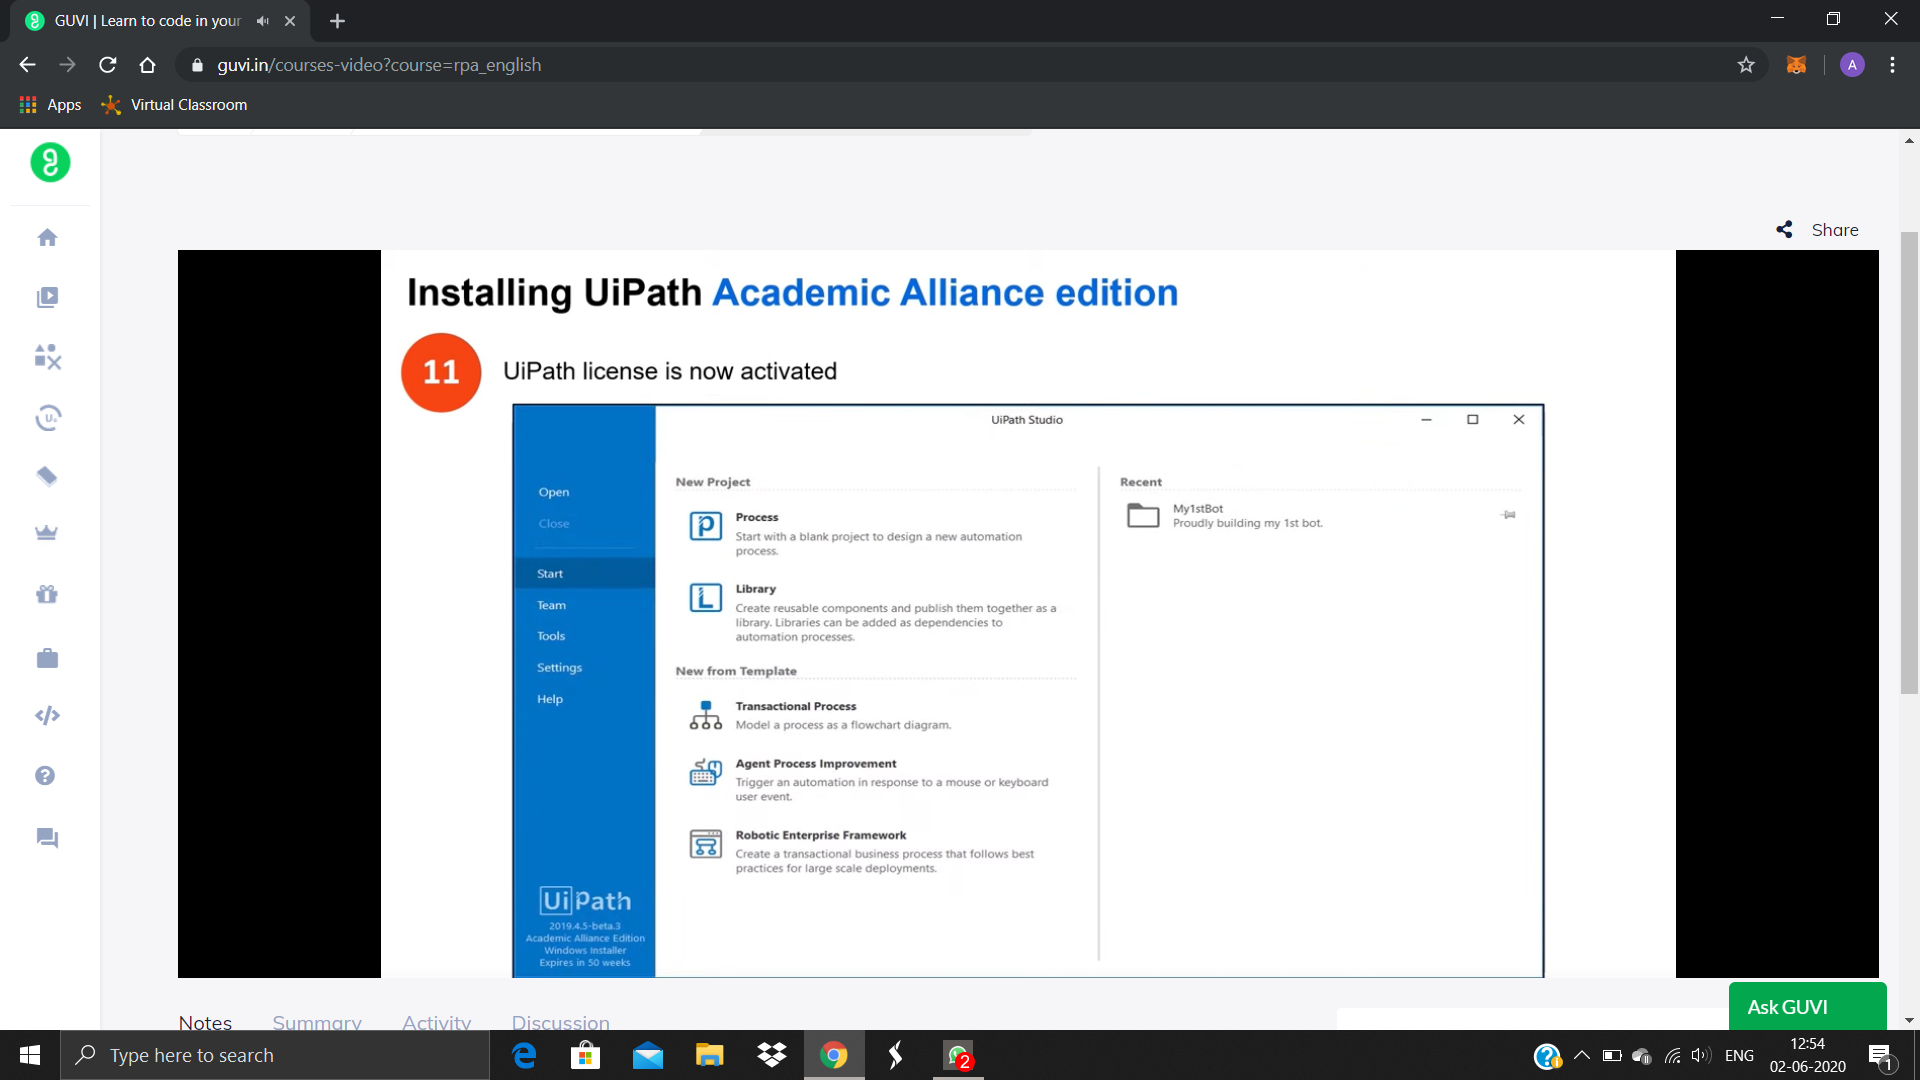 GUVI | Learn to code in your
guvi.in/courses-video?course=rpa_english
A
Apps
Virtual Classroom
Share
Installing UiPath Academic Alliance edition
11
UiPath license is now activated
UiPath Studio
Open
Close
Start
Team
Tools
Settings
Help
New Project
Process
Start with a blank project to design a new automation
process.
Library
Create reusable components and publish them together as a
library. Libraries can be added as dependencies to
automation processes.
New from Template
Transactional Process
Model a process as a flowchart diagram.
Agent Process Improvement
Trigger an automation in response to a mouse or keyboard
user event.
Robotic Enterprise Framework
Create a transactional business process that follows best
practices for large scale deployments.
Recent
My1stBot
Proudly building my 1st bot.
UiPath
2019.4.5-beta.3
Academic Alliance Edition
Windows Installer
Expires in 50 weeks
Notes Summary Activity Discussion
Ask GUVI
Type here to search
2
ENG
12:54
02-06-2020
1